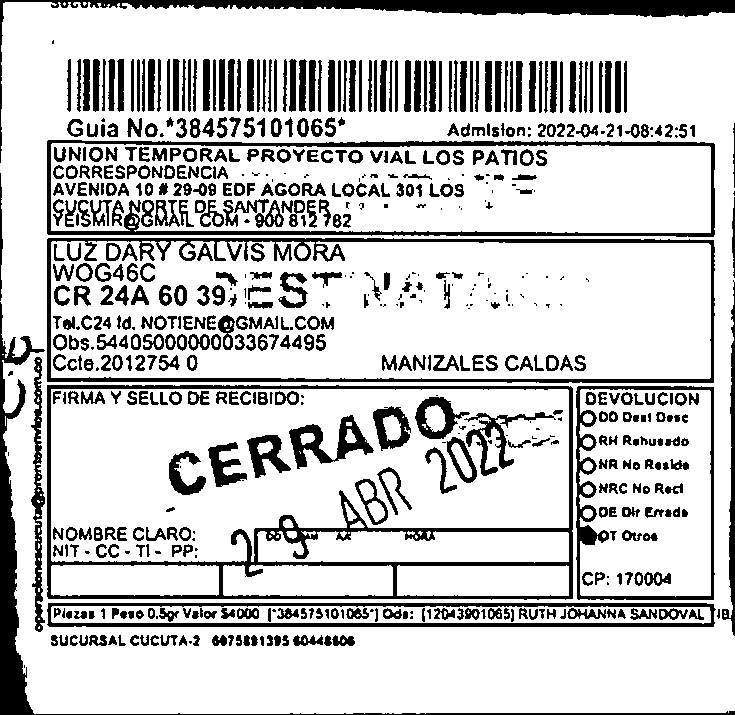 Guia No.*384575101065*
Admision: 2022-04-21-08:42:51
UNION TEMPORAL PROYECTO VIAL LOS PATIOS
CORRESPONDENCIA
AVENIDA 10 # 29-09 EDF AGORA LOCAL 301 LOS
CUCUTA NORTE DE SANTANDER
YEISMIR@GMAIL COM - 900 812 782
LUZ DARY GALVIS MORA
WOG46C
CR 24A 60 39
Tel.C24 Id. NOTIENE@GMAIL.COM
Obs.54405000000033674495
Ccte.2012754 0
MANIZALES CALDAS
FIRMA Y SELLO DE RECIBIDO:
CERRADO
29 ABR 2022
NOMBRE CLARO:
NIT - CC - TI - PP:
HORA
DEVOLUCION
DD Dest Desc
RH Rehusado
NR No Reside
NRC No Recl
DE Dir Errada
OT Otros
CP: 170004
Piezas 1 Peso 0.5gr Valor $4000 [*384575101065*] Ods: [12043901065] RUTH JOHANNA SANDOVAL
SUCURSAL CUCUTA-2
operacionescucuta@prontoenvios.com.co